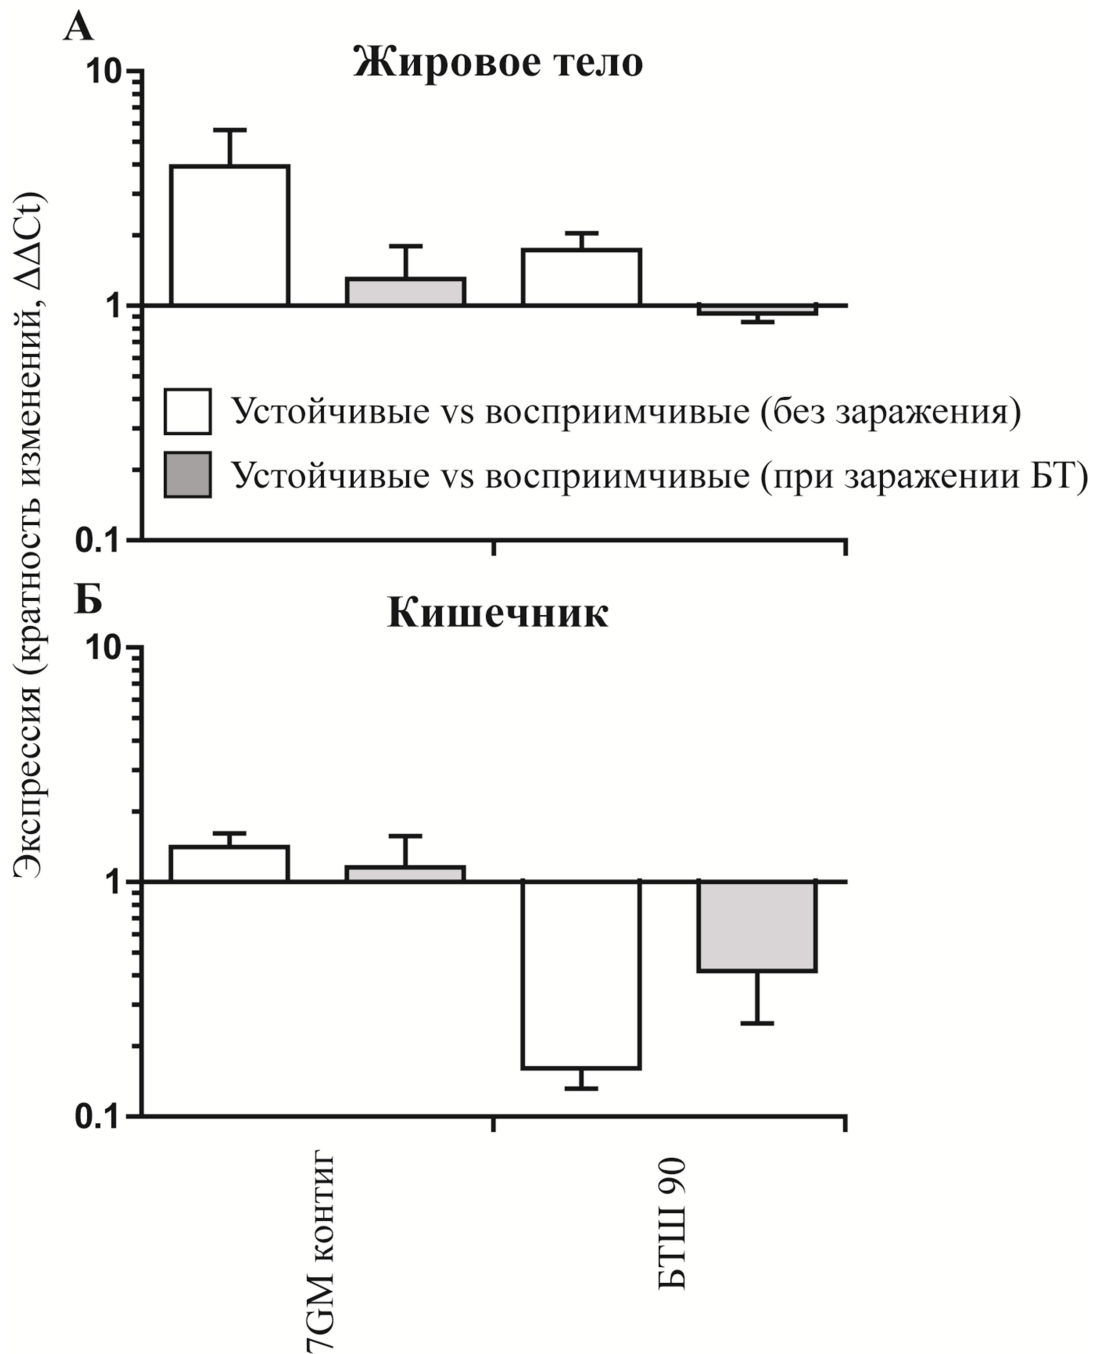 А
Жировое тело
10
1
Устойчивые vs восприимчивые (без заражения)
Устойчивые vs восприимчивые (при заражении БТ)
0.1
Экспрессия (кратность изменений, ΔΔCt)
Б
Кишечник
10
1
0.1
7GM контиг
БТШ 90